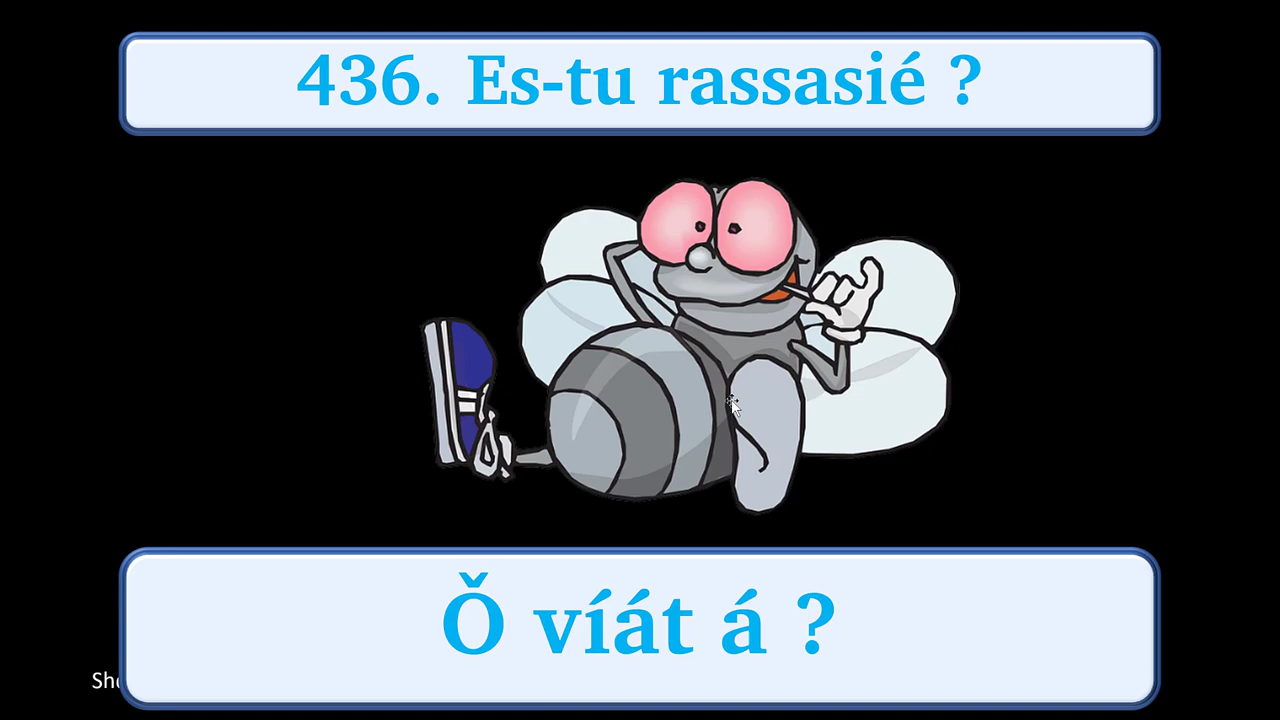 436. Es-tu rassasié ?
Ǒ víát á ?